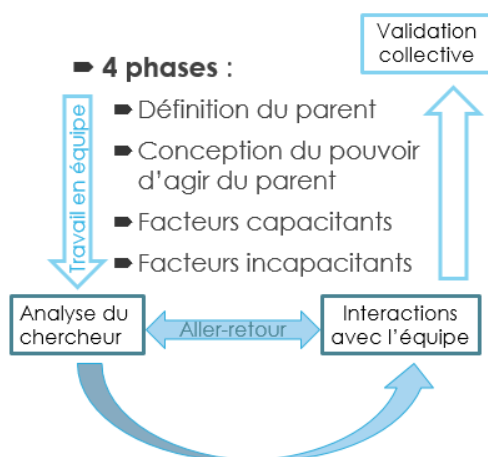 Validation
collective
4 phases :
Définition du parent
Conception du pouvoir
d'agir du parent
Facteurs capacitants
Facteurs incapacitants
Travail en équipe
Analyse du
chercheur
Aller-retour
Interactions
avec l'équipe